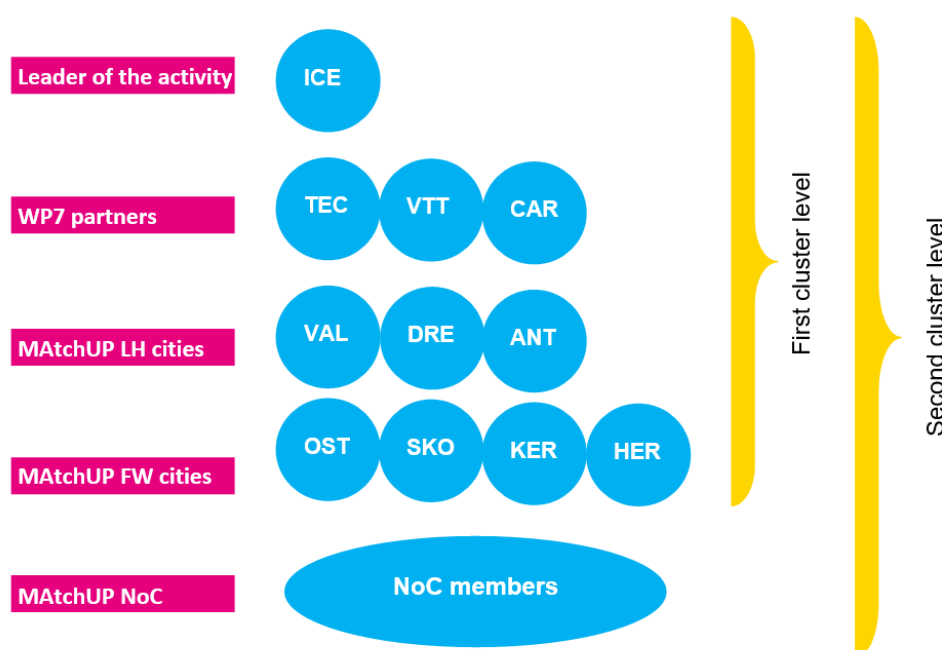 Leader of the activity
ICE
WP7 partners
TEC
VTT
CAR
MAtchUP LH cities
VAL
DRE
ANT
MAtchUP FW cities
OST
SKO
KER
HER
MAtchUP NoC
NoC members
First cluster level
Second cluster level